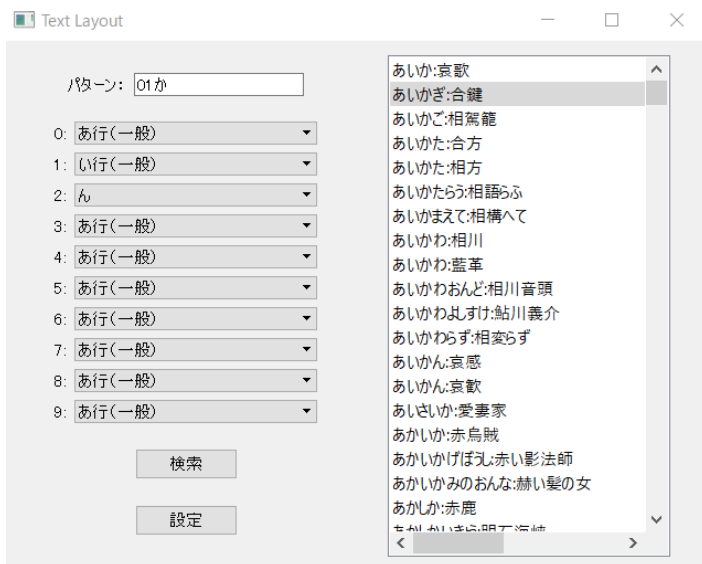 Text Layout
パターン: 01か
0: あ行(一般)
1: い行(一般)
2: ん
3: あ行(一般)
4: あ行(一般)
5: あ行(一般)
6: あ行(一般)
7: あ行(一般)
8: あ行(一般)
9: あ行(一般)
検索
設定
あいか:哀歌
あいかぎ:合鍵
あいかご:相駕籠
あいかた:合方
あいかた:相方
あいかたらう:相語らふ
あいかまえて:相構へて
あいかわ:相川
あいかわ:藍革
あいかわおんど:相川音頭
あいかわよしすけ:鮎川義介
あいかわらず:相変らず
あいかん:哀感
あいかん:哀歓
あいさいか:愛妻家
あかいか:赤烏賊
あかいかげぼうし:赤い影法師
あかいかみのおんな:赫い髪の女
あかしか:赤鹿